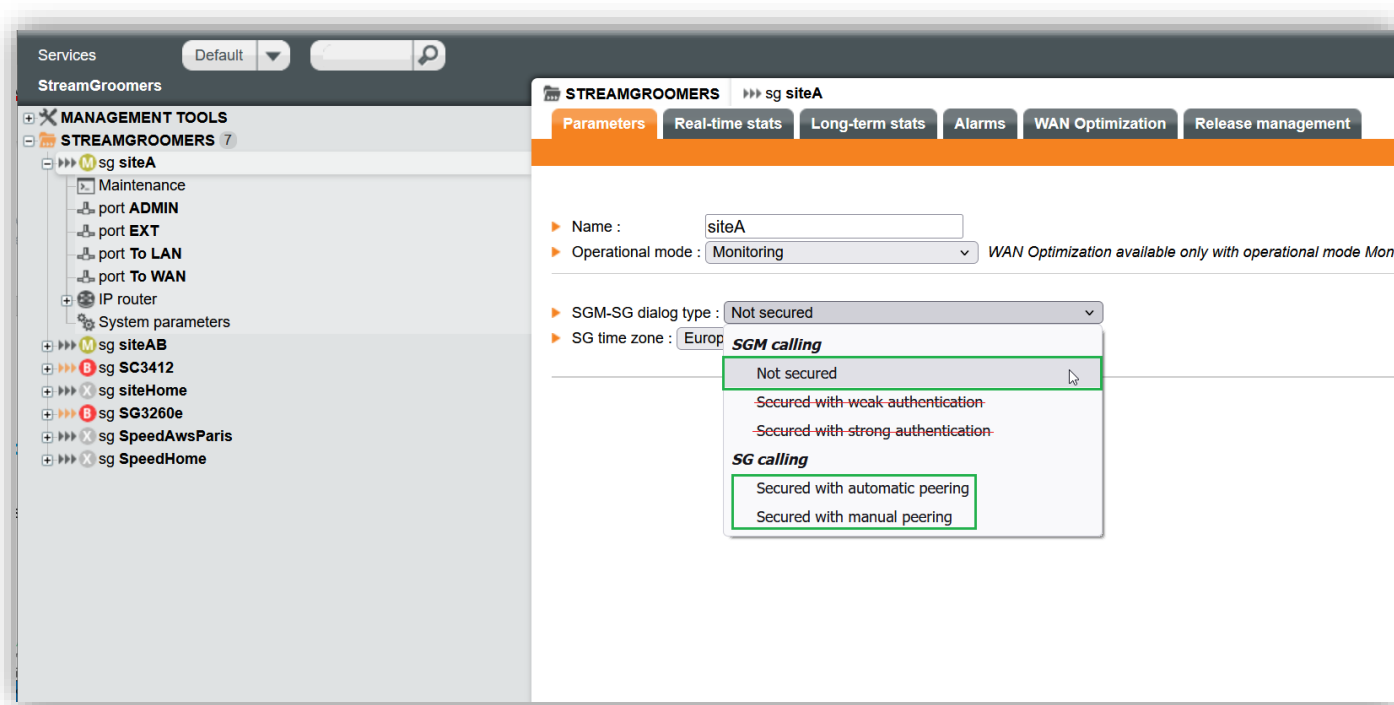 Services
Default
StreamGroomers
MANAGEMENT TOOLS
STREAMGROOMERS 7
M sg siteA
Maintenance
port ADMIN
port EXT
port To LAN
port To WAN
IP router
System parameters
M sg siteAB
B sg SC3412
X sg siteHome
B sg SG3260e
X sg SpeedAwsParis
X sg SpeedHome
STREAMGROOMERS sg siteA
Parameters Real-time stats Long-term stats Alarms WAN Optimization Release management
Name : siteA
Operational mode : Monitoring WAN Optimization available only with operational mode Mon
SGM-SG dialog type : Not secured
SG time zone : Europ
SGM calling
Not secured
Secured with weak authentication
Secured with strong authentication
SG calling
Secured with automatic peering
Secured with manual peering